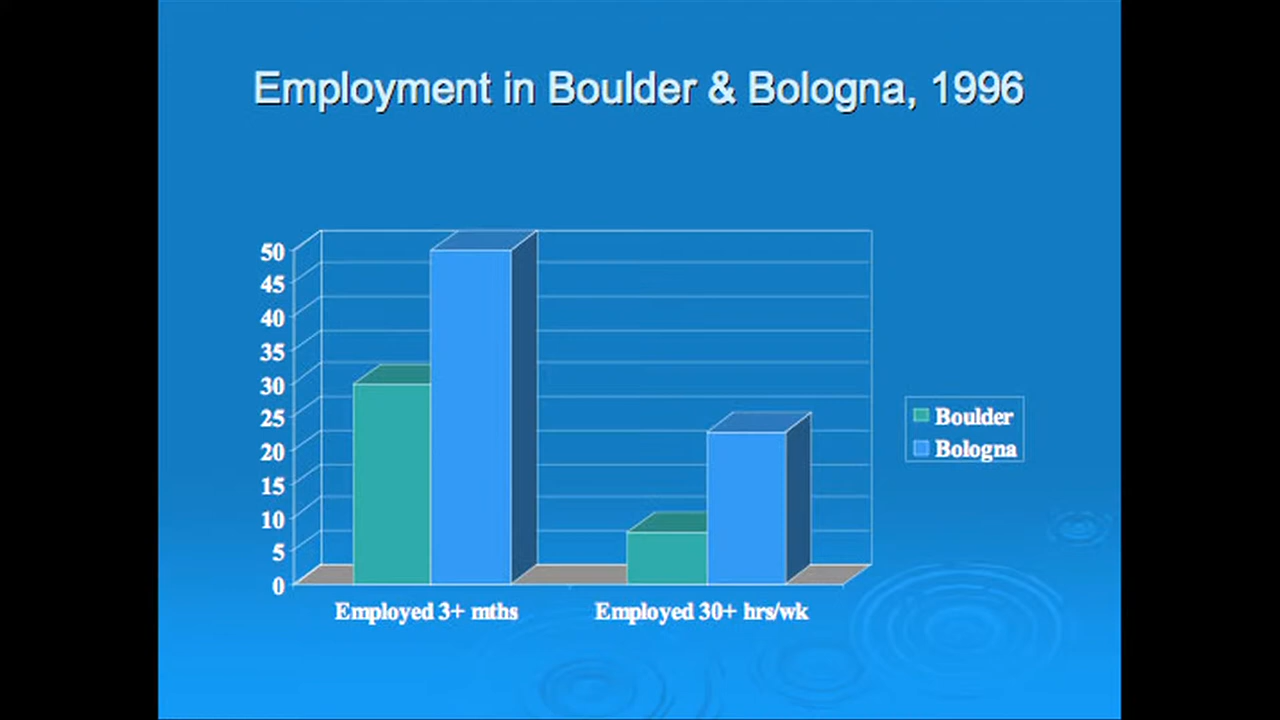 Employment in Boulder & Bologna, 1996
50
45
40
35
30
25
20
15
10
5
0
Employed 3+ mths
Employed 30+ hrs/wk
Boulder
Bologna